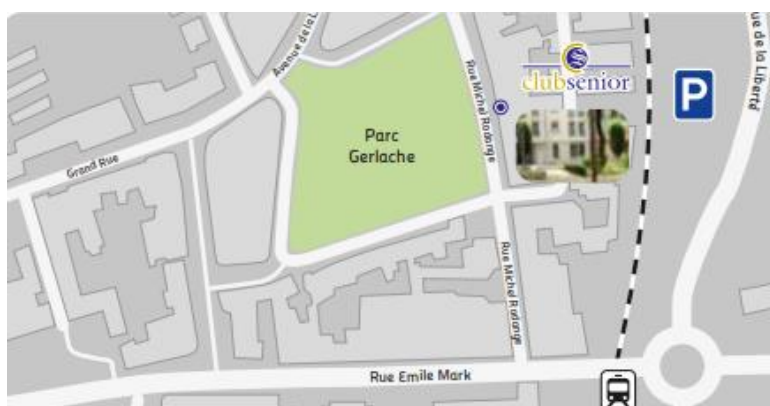 Avenue de la L
Rue Michel Rodange
clubsenior
P
ue de la Liberté
Parc
Gerlache
Grand Rue
Rue Michel Rodange
Rue Emile Mark